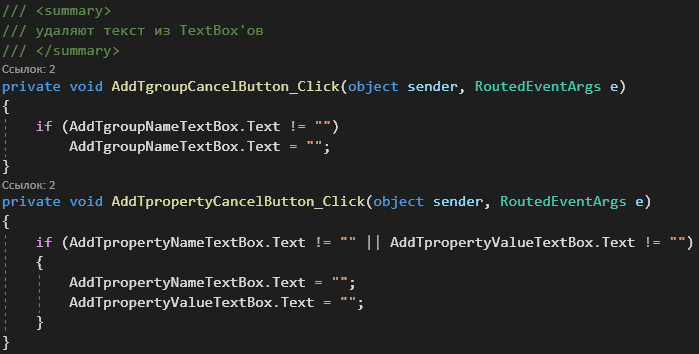 /// <summary>
/// удаляют текст из TextBox'ов
/// </summary>
Ссылок: 2
private void AddTgroupCancelButton_Click(object sender, RoutedEventArgs e)
{
    if (AddTgroupNameTextBox.Text != "")
        AddTgroupNameTextBox.Text = "";
}
Ссылок: 2
private void AddTpropertyCancelButton_Click(object sender, RoutedEventArgs e)
{
    if (AddTpropertyNameTextBox.Text != "" || AddTpropertyValueTextBox.Text != "")
    {
        AddTpropertyNameTextBox.Text = "";
        AddTpropertyValueTextBox.Text = "";
    }
}